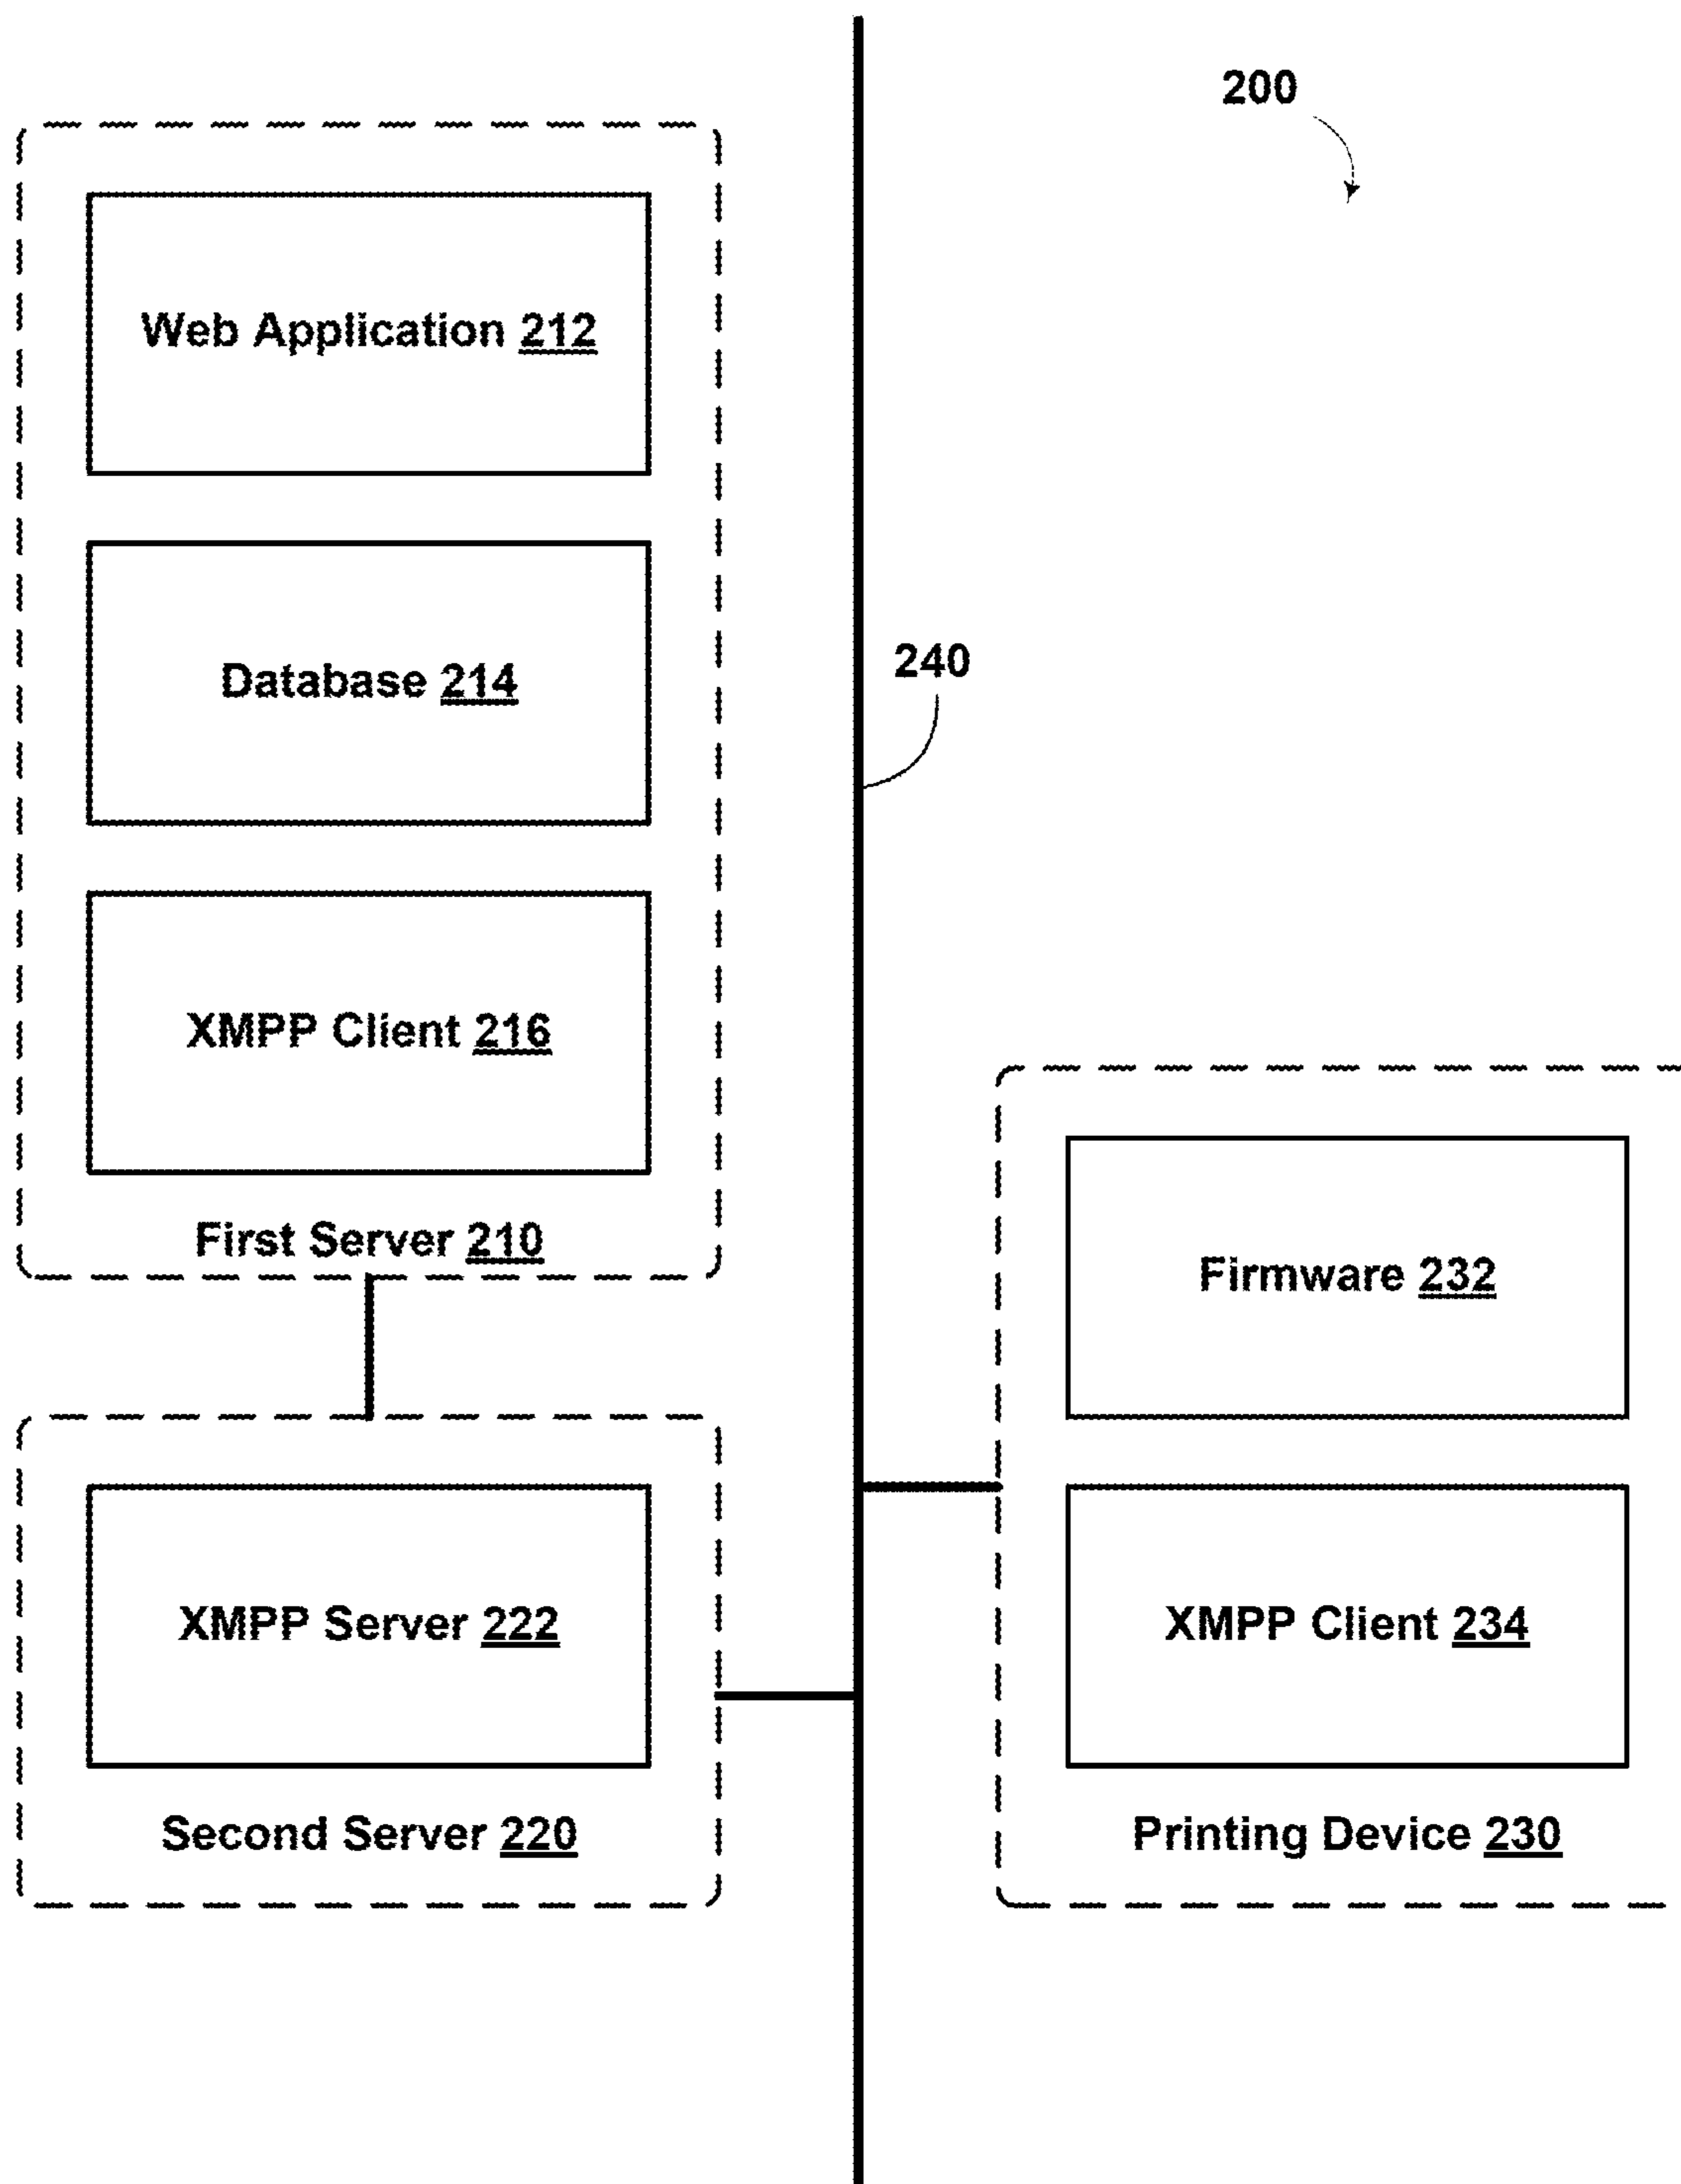 200
Web Application 212
Database 214
240
XMPP Client 216
First Server 210
Firmware 232
XMPP Server 222
XMPP Client 234
Second Server 220
Printing Device 230